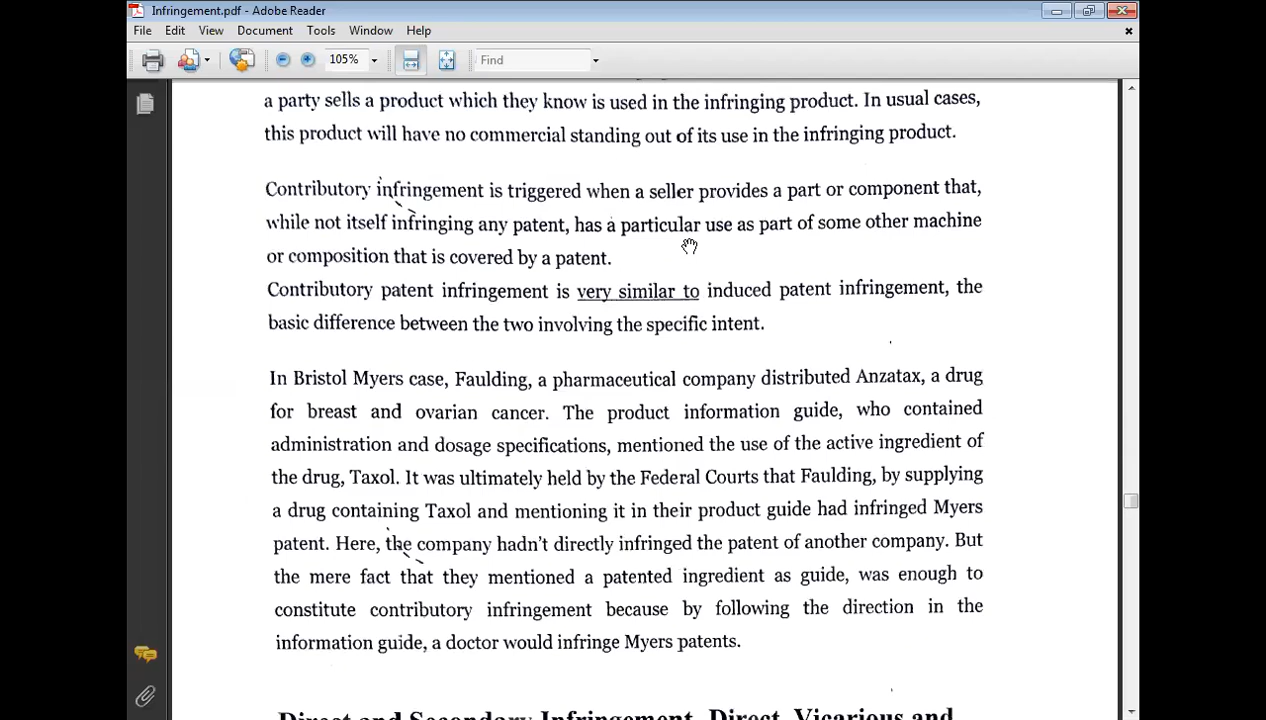 Infringement.pdf - Adobe Reader
File Edit View Document Tools Window Help
105% Find
a party sells a product which they know is used in the infringing product. In usual cases,
this product will have no commercial standing out of its use in the infringing product.
Contributory infringement is triggered when a seller provides a part or component that,
while not itself infringing any patent, has a particular use as part of some other machine
or composition that is covered by a patent.
Contributory patent infringement is very similar to induced patent infringement, the
basic difference between the two involving the specific intent.
In Bristol Myers case, Faulding, a pharmaceutical company distributed Anzatax, a drug
for breast and ovarian cancer. The product information guide, who contained
administration and dosage specifications, mentioned the use of the active ingredient of
the drug, Taxol. It was ultimately held by the Federal Courts that Faulding, by supplying
a drug containing Taxol and mentioning it in their product guide had infringed Myers
patent. Here, the company hadn't directly infringed the patent of another company. But
the mere fact that they mentioned a patented ingredient as guide, was enough to
constitute contributory infringement because by following the direction in the
information guide, a doctor would infringe Myers patents.
Direct and Secondary Infringement, Direct, Vicarious and